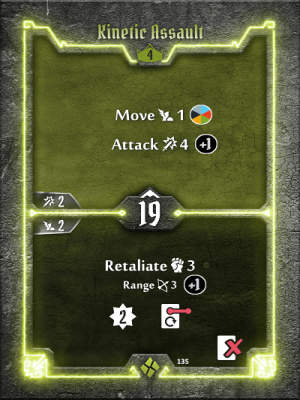 Kinetic Assault
4
Move 1
Attack 4 +1
2
19
2
Retaliate 3
Range 3 +1
2
135